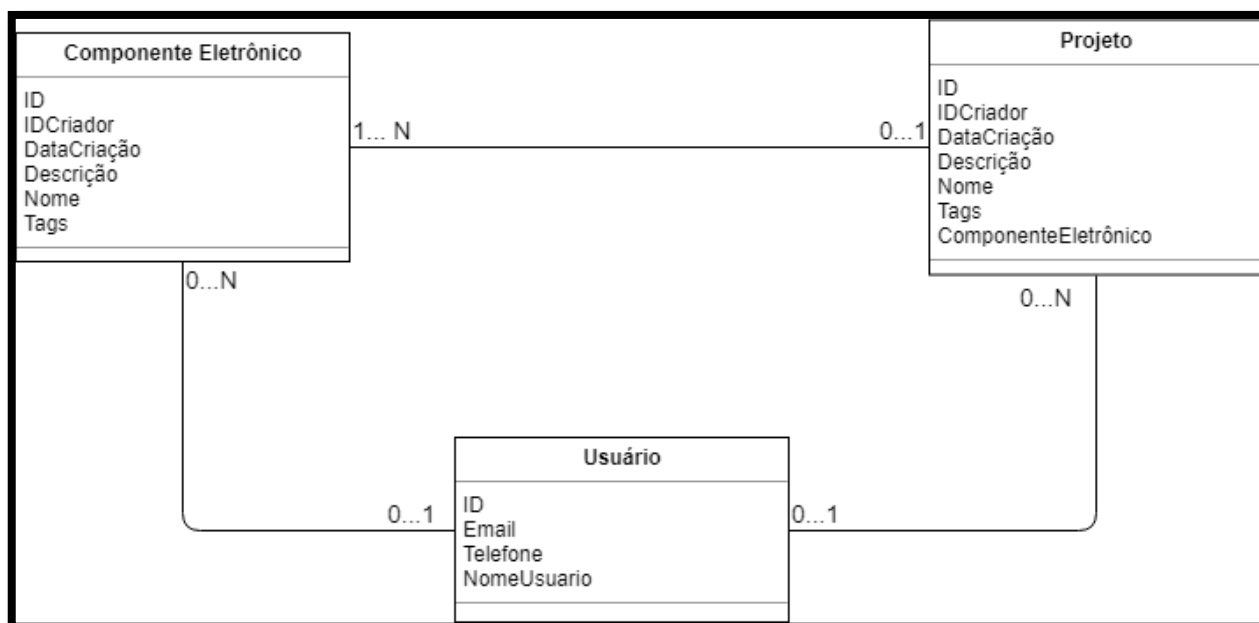 Componente Eletrônico
ID
IDCriador
DataCriação
Descrição
Nome
Tags
1... N
0...1
Projeto
ID
IDCriador
DataCriação
Descrição
Nome
Tags
ComponenteEletrônico
0...N
0...N
0...1
Usuário
ID
Email
Telefone
NomeUsuario
0...1